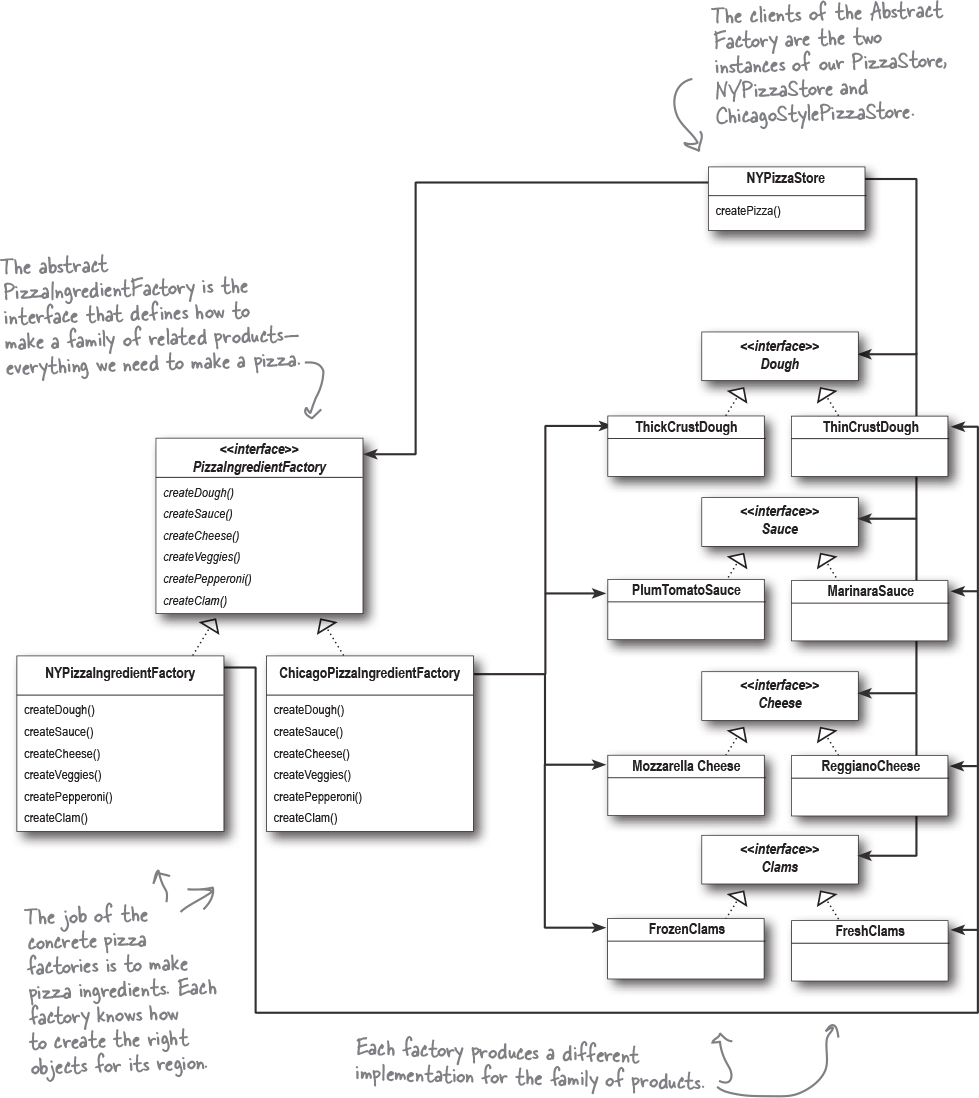 The clients of the Abstract
Factory are the two
instances of our PizzaStore,
NYPizzaStore and
ChicagoStylePizzaStore.
NYPizzaStore
createPizza()
The abstract
PizzaIngredientFactory is the
interface that defines how to
make a family of related products—
everything we need to make a pizza.
<<interface>>
PizzaIngredientFactory
createDough()
createSauce()
createCheese()
createVeggies()
createPepperoni()
createClam()
NYPizzaIngredientFactory
createDough()
createSauce()
createCheese()
createVeggies()
createPepperoni()
createClam()
ChicagoPizzaIngredientFactory
createDough()
createSauce()
createCheese()
createVeggies()
createPepperoni()
createClam()
<<interface>>
Dough
ThickCrustDough
ThinCrustDough
<<interface>>
Sauce
PlumTomatoSauce
MarinaraSauce
<<interface>>
Cheese
Mozzarella Cheese
ReggianoCheese
<<interface>>
Clams
FrozenClams
FreshClams
The job of the
concrete pizza
factories is to make
pizza ingredients. Each
factory knows how
to create the right
objects for its region.
Each factory produces a different
implementation for the family of products.